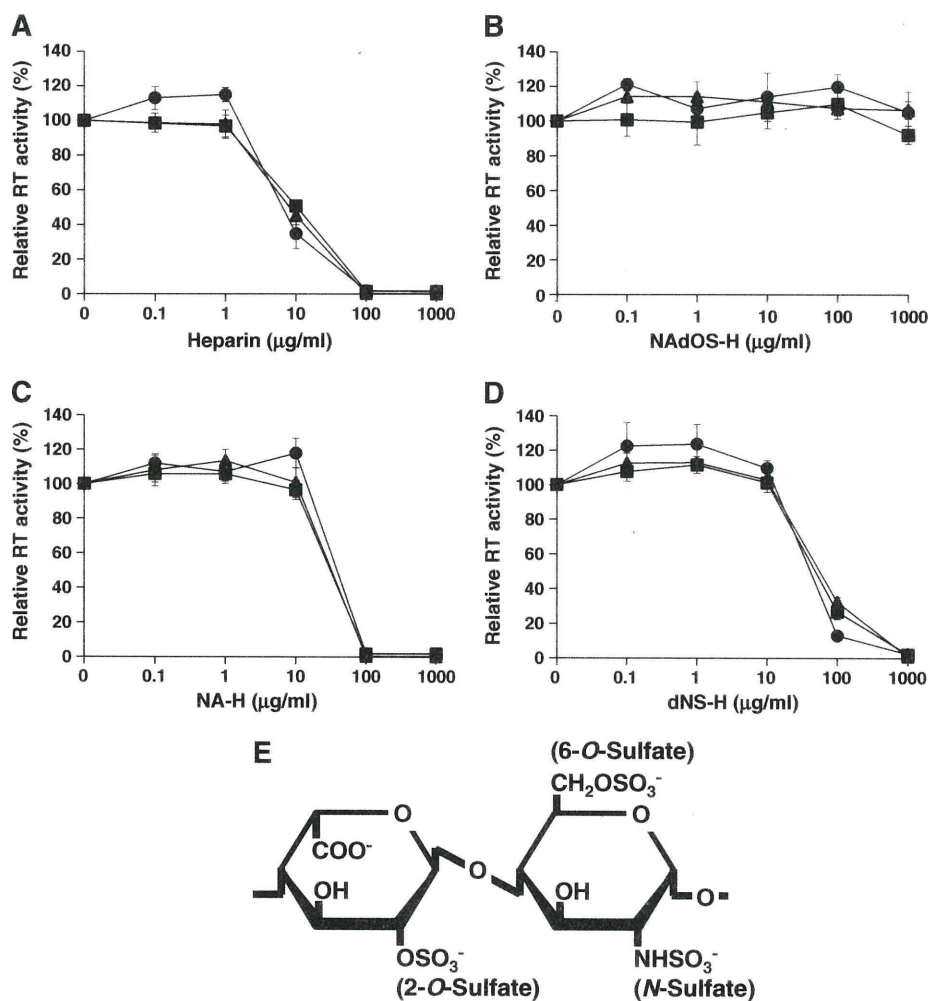 A
Relative RT activity (%)
140
120
100
80
60
40
20
0
0 0.1 1 10 100 1000
Heparin (μg/ml)
B
Relative RT activity (%)
140
120
100
80
60
40
20
0
0 0.1 1 10 100 1000
NAdOS-H (μg/ml)
C
Relative RT activity (%)
140
120
100
80
60
40
20
0
0 0.1 1 10 100 1000
NA-H (μg/ml)
D
Relative RT activity (%)
140
120
100
80
60
40
20
0
0 0.1 1 10 100 1000
dNS-H (μg/ml)
E
(6-O-Sulfate)
CH₂OSO₃⁻
O
O
COO⁻
O
OH
OH
O
OSO₃⁻
NHSO₃⁻
(2-O-Sulfate)
(N-Sulfate)